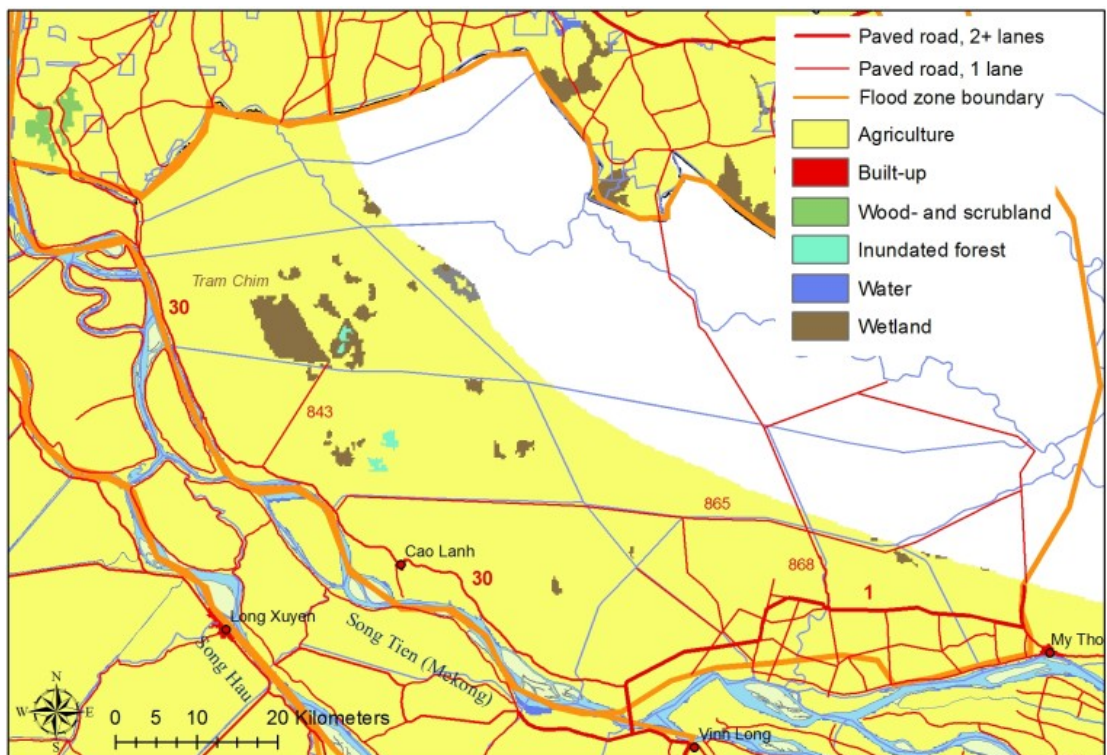 Paved road, 2+ lanes
Paved road, 1 lane
Flood zone boundary
Agriculture
Built-up
Wood- and scrubland
Inundated forest
Water
Wetland
Tram Chim
30
843
865
Cao Lanh
30
868
1
Long Xuyen
Song Tien (Mekong)
Song Hau
My Tho
Vinh Long
N
W E
S
0 5 10 20 Kilometers